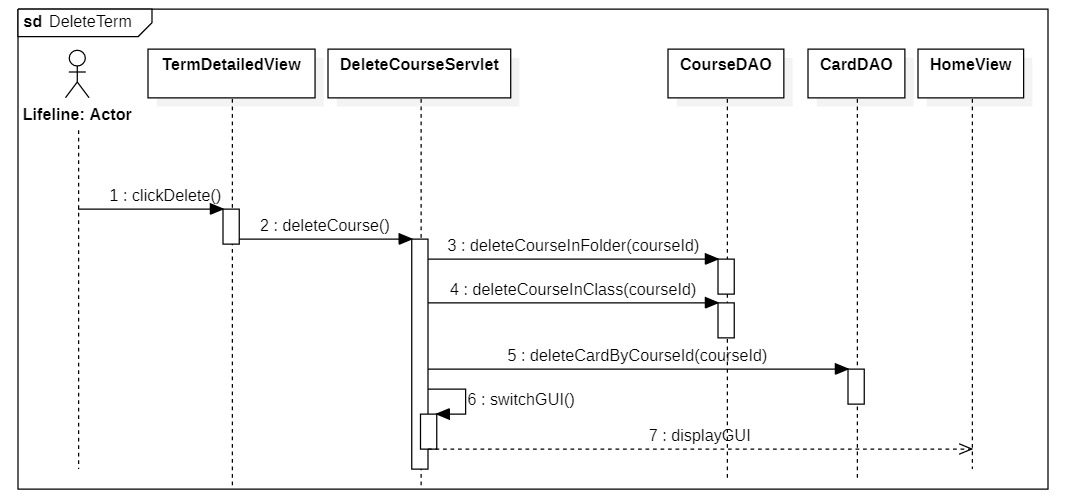 sd DeleteTerm
TermDetailedView
DeleteCourseServlet
CourseDAO
CardDAO
HomeView
Lifeline: Actor
1 : clickDelete()
2 : deleteCourse()
3 : deleteCourseInFolder(courseId)
4 : deleteCourseInClass(courseId)
5 : deleteCardByCourseId(courseId)
6 : switchGUI()
7 : displayGUI